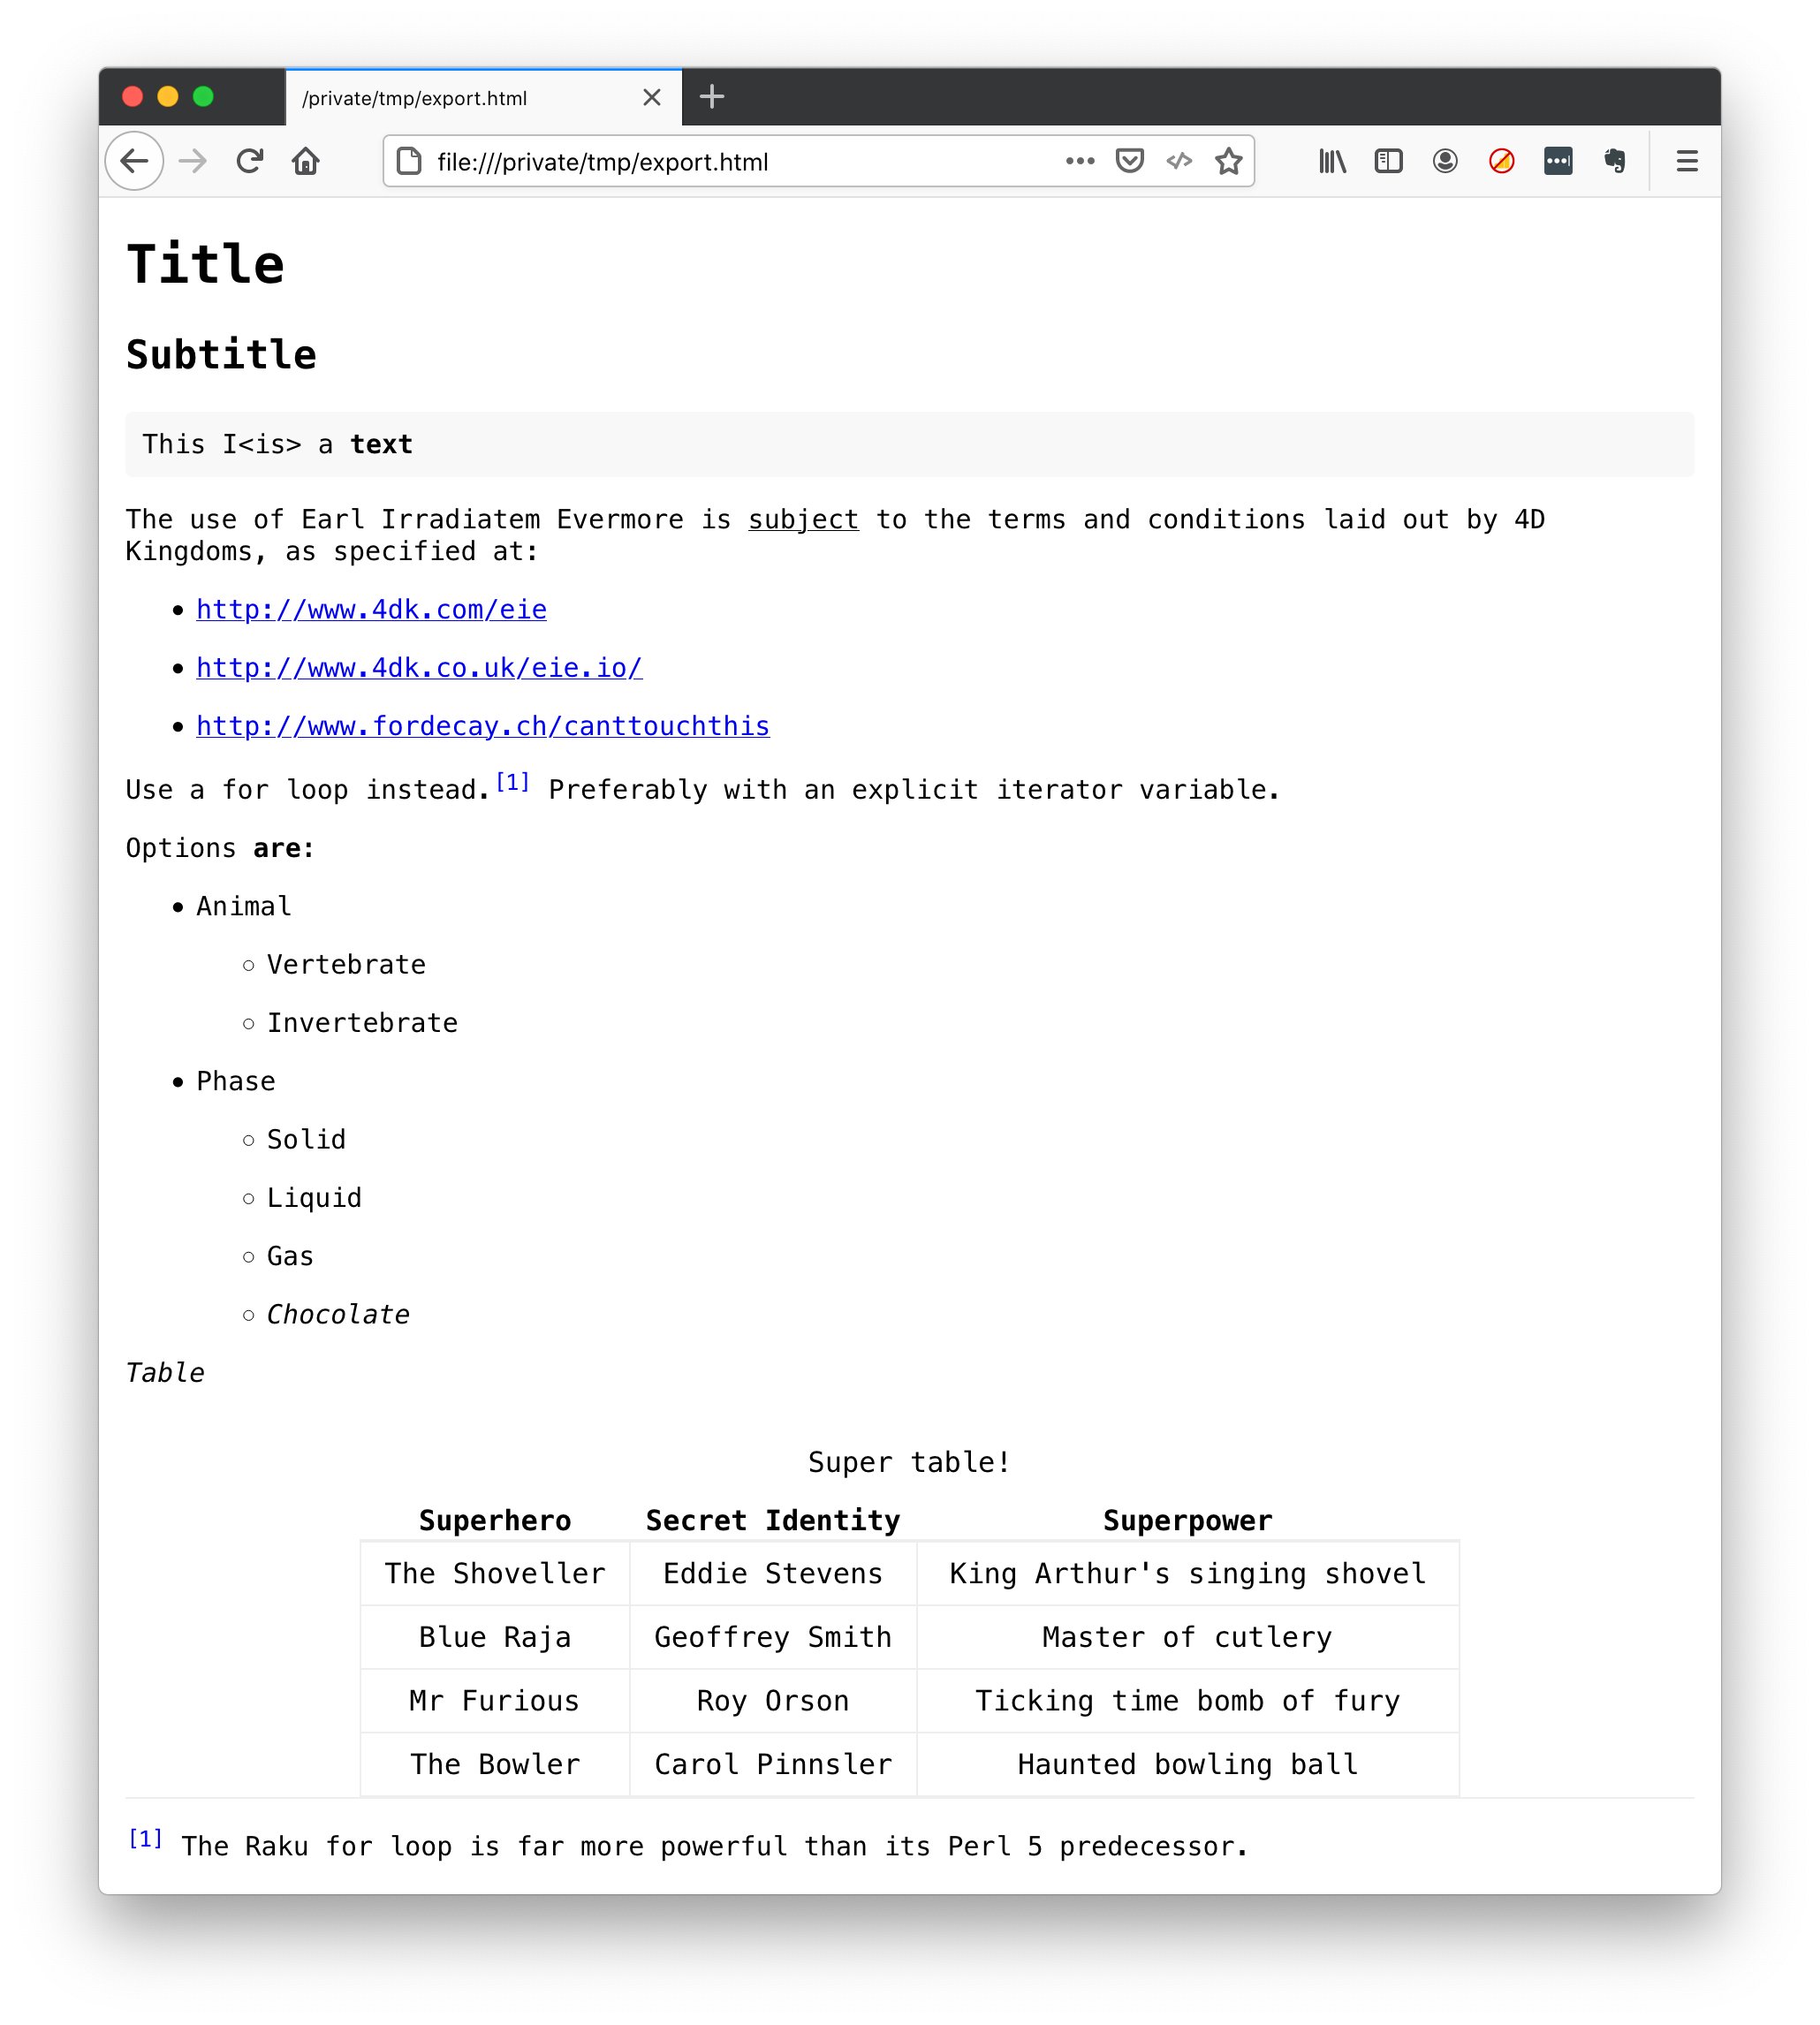 /private/tmp/export.html
file:///private/tmp/export.html
Title
Subtitle
This I<is> a text
The use of Earl Irradiatem Evermore is subject to the terms and conditions laid out by 4D
Kingdoms, as specified at:
http://www.4dk.com/eie
http://www.4dk.co.uk/eie.io/
http://www.fordecay.ch/canttouchthis
Use a for loop instead.[1] Preferably with an explicit iterator variable.
Options are:
Animal
Vertebrate
Invertebrate
Phase
Solid
Liquid
Gas
Chocolate
Table
Super table!
Superhero Secret Identity Superpower
The Shoveller Eddie Stevens King Arthur's singing shovel
Blue Raja Geoffrey Smith Master of cutlery
Mr Furious Roy Orson Ticking time bomb of fury
The Bowler Carol Pinnsler Haunted bowling ball
[1] The Raku for loop is far more powerful than its Perl 5 predecessor.